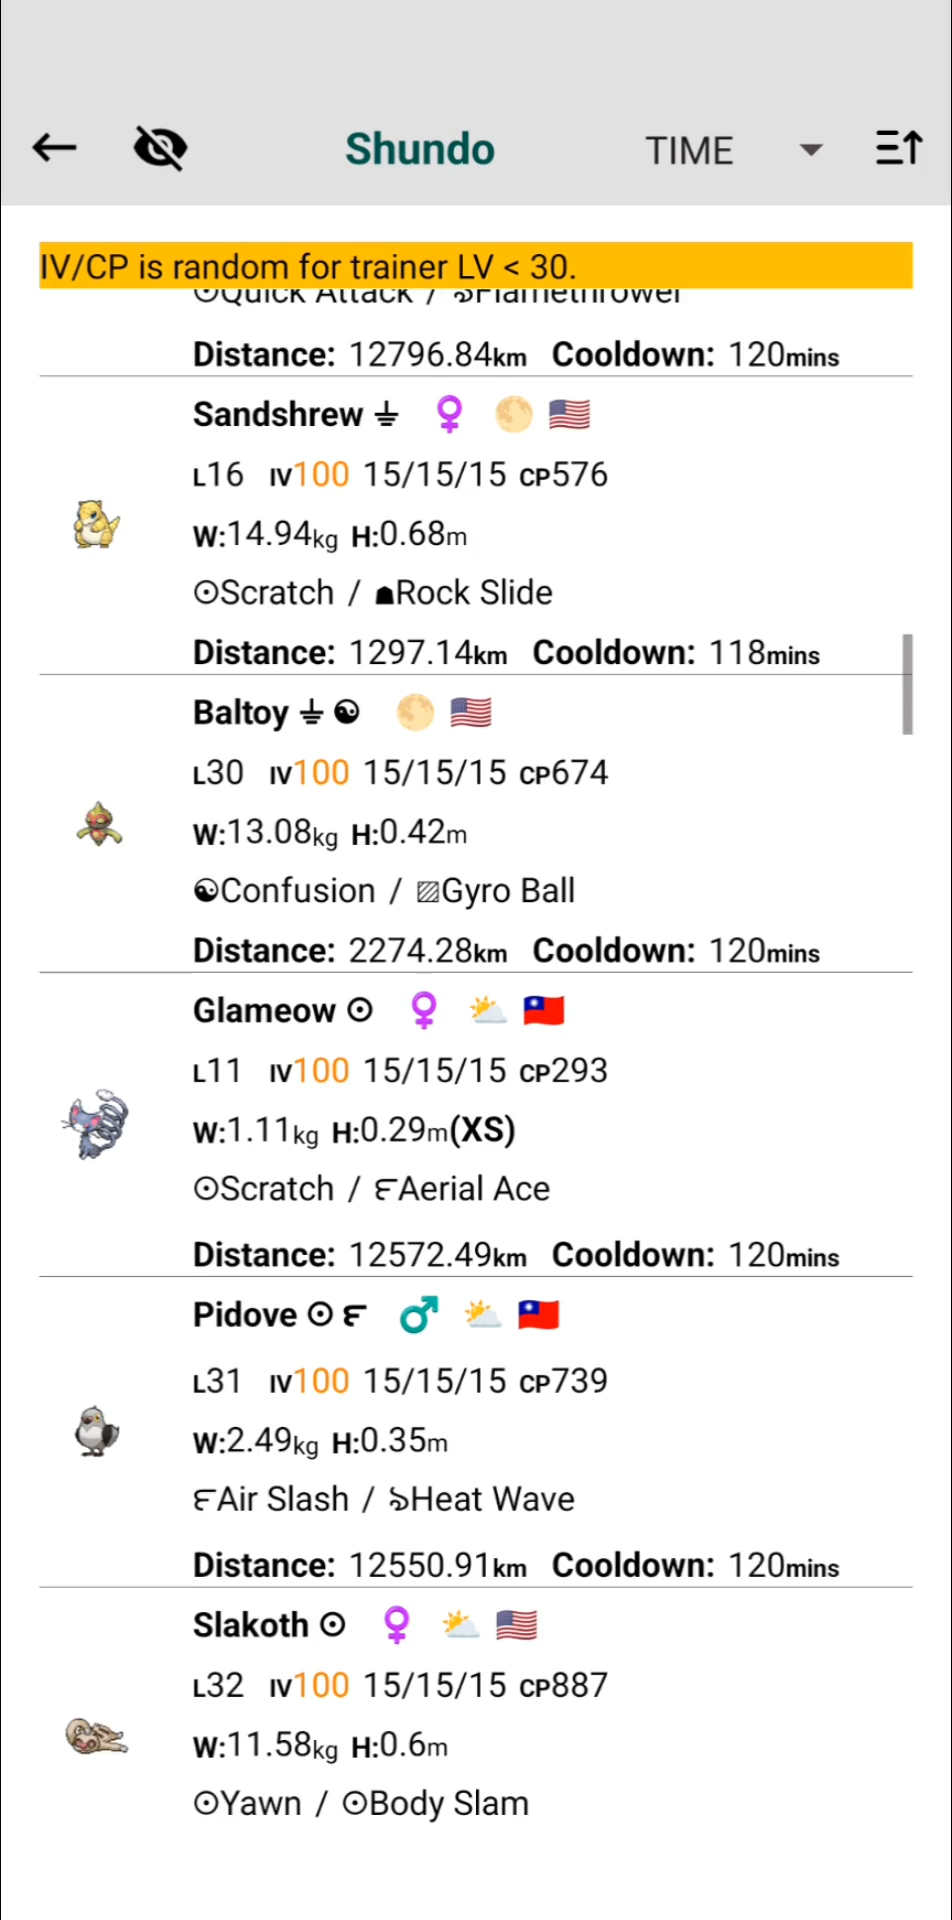 Shundo TIME
IV/CP is random for trainer LV < 30.
Quick Attack / Flamethrower
Distance: 12796.84km Cooldown: 120mins
Sandshrew
L16 IV100 15/15/15 CP576
W:14.94kg H:0.68m
Scratch / Rock Slide
Distance: 1297.14km Cooldown: 118mins
Baltoy
L30 IV100 15/15/15 CP674
W:13.08kg H:0.42m
Confusion / Gyro Ball
Distance: 2274.28km Cooldown: 120mins
Glameow
L11 IV100 15/15/15 CP293
W:1.11kg H:0.29m(XS)
Scratch / Aerial Ace
Distance: 12572.49km Cooldown: 120mins
Pidove
L31 IV100 15/15/15 CP739
W:2.49kg H:0.35m
Air Slash / Heat Wave
Distance: 12550.91km Cooldown: 120mins
Slakoth
L32 IV100 15/15/15 CP887
W:11.58kg H:0.6m
Yawn / Body Slam